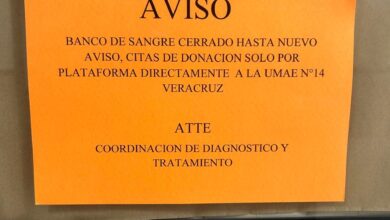 AVISO
BANCO DE SANGRE CERRADO HASTA NUEVO
AVISO, CITAS DE DONACION SOLO POR
PLATAFORMA DIRECTAMENTE A LA UMAE N°14
VERACRUZ
ATTE
COORDINACION DE DIAGNOSTICO Y
TRATAMIENTO